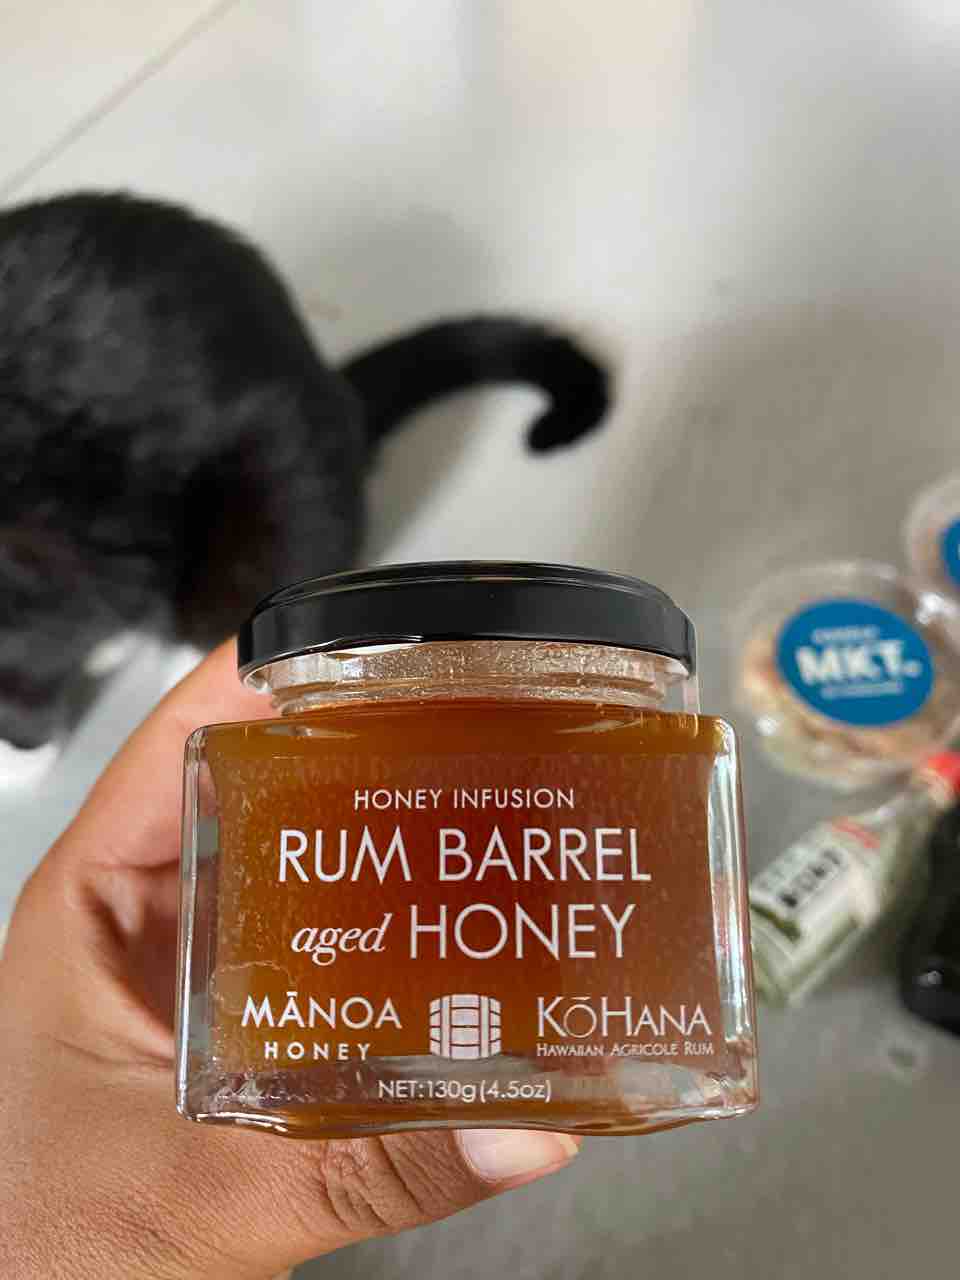 HONEY INFUSION
RUM BARREL
aged HONEY
MĀNOA
HONEY
KōHANA
HAWAIIAN AGRICOLE RUM
NET:130g(4.5oz)
MKT.